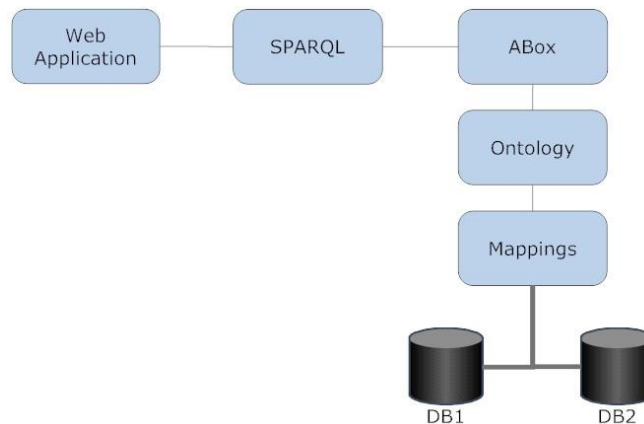 Web
Application
SPARQL
ABox
Ontology
Mappings
DB1
DB2